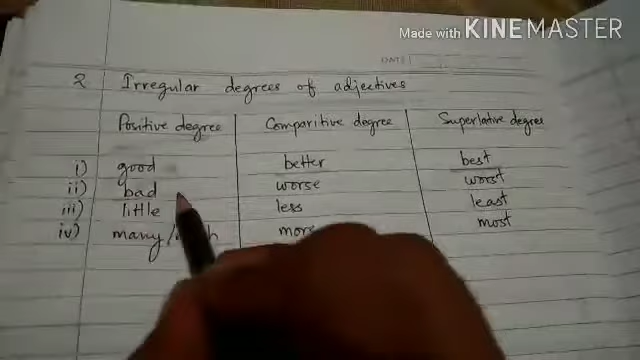 Made with KINEMASTER
DATE:
2 Irregular degrees of adjectives
Positive degree Comparitive degree Superlative degree
i) good better best
ii) bad worse worst
iii) little less least
iv) many/ more most